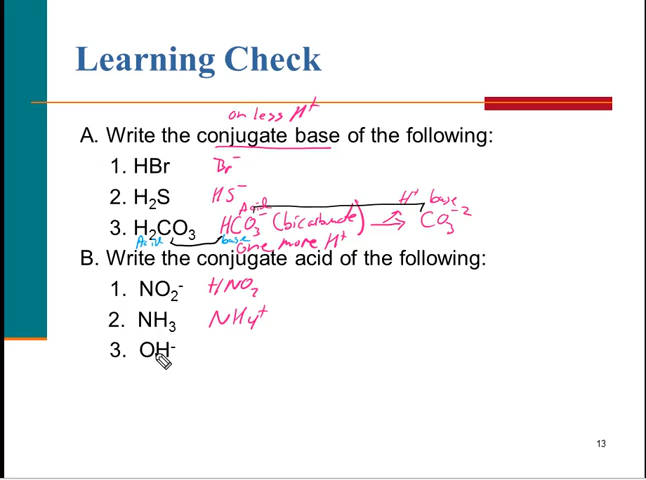 Learning Check
on less H⁺
A. Write the conjugate base of the following:
1. HBr Br⁻
2. H₂S HS⁻
Acid H⁺ base
3. H₂CO₃ HCO₃⁻ (bicarbonate) → CO₃⁻²
Acid base one more H⁺
B. Write the conjugate acid of the following:
1. NO₂⁻ HNO₂
2. NH₃ NH₄⁺
3. OH⁻
13